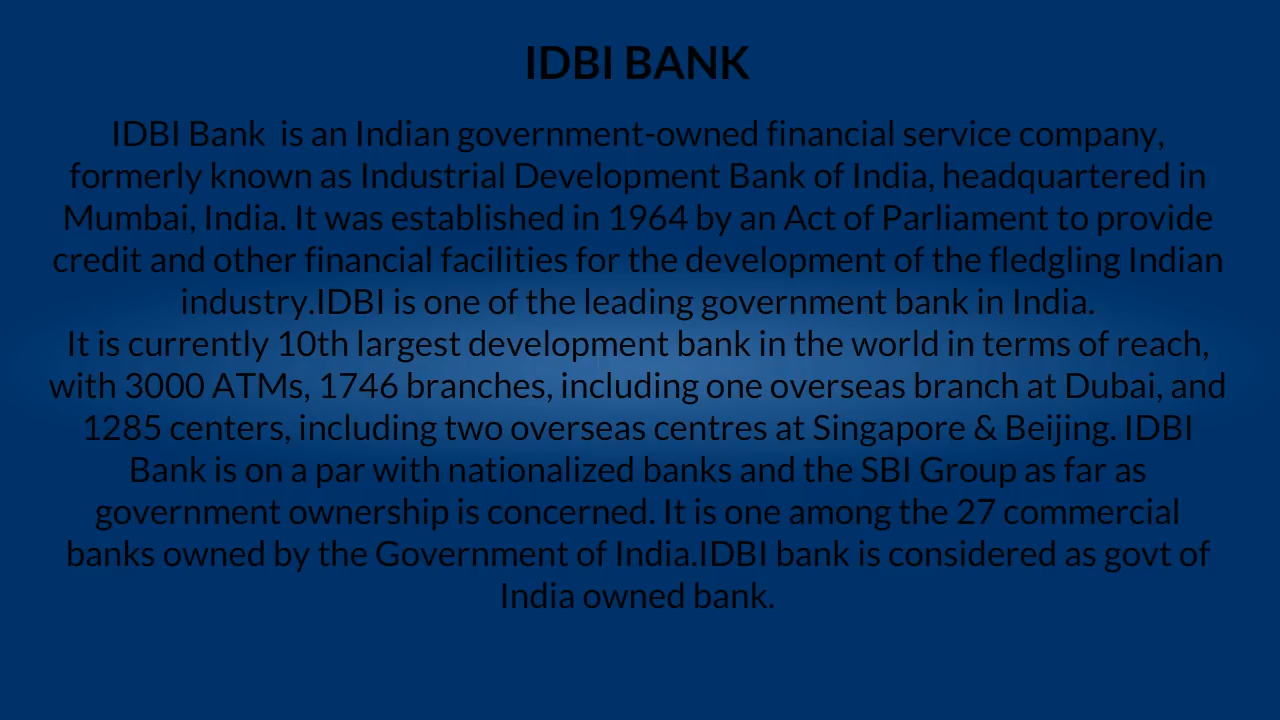 IDBI BANK
IDBI Bank  is an Indian government-owned financial service company,
formerly known as Industrial Development Bank of India, headquartered in
Mumbai, India. It was established in 1964 by an Act of Parliament to provide
credit and other financial facilities for the development of the fledgling Indian
industry.IDBI is one of the leading government bank in India.
It is currently 10th largest development bank in the world in terms of reach,
with 3000 ATMs, 1746 branches, including one overseas branch at Dubai, and
1285 centers, including two overseas centres at Singapore & Beijing. IDBI
Bank is on a par with nationalized banks and the SBI Group as far as
government ownership is concerned. It is one among the 27 commercial
banks owned by the Government of India.IDBI bank is considered as govt of
India owned bank.